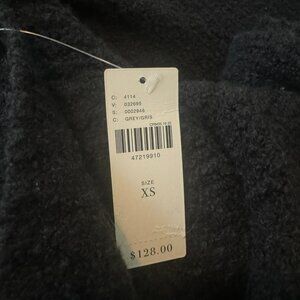 C: 4114
V: 032695
S: 0002946
C: GREY/GRIS
47219910
SIZE
XS
$128.00